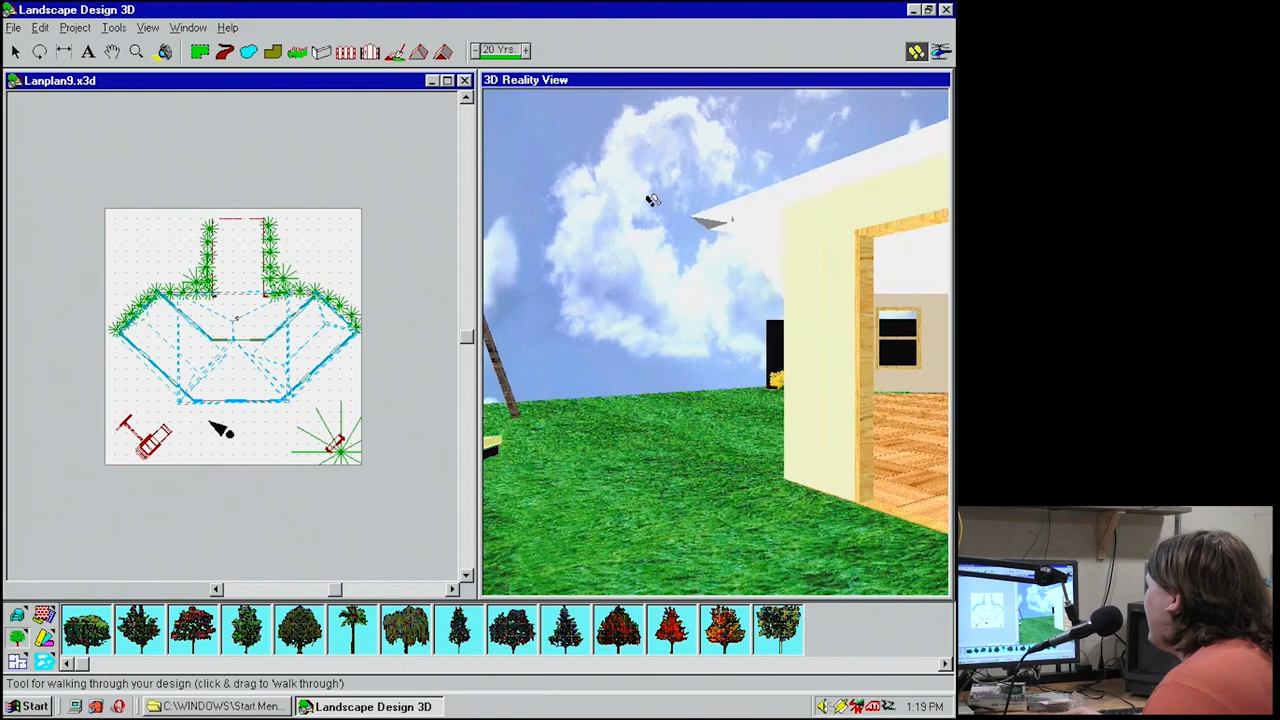 Landscape Design 3D
File Edit Project Tools View Window Help
20 Yrs.
Lanplan9.x3d
3D Reality View
Tool for walking through your design (click & drag to 'walk through')
Start
C:\WINDOWS\Start Men...
Landscape Design 3D
1:19 PM